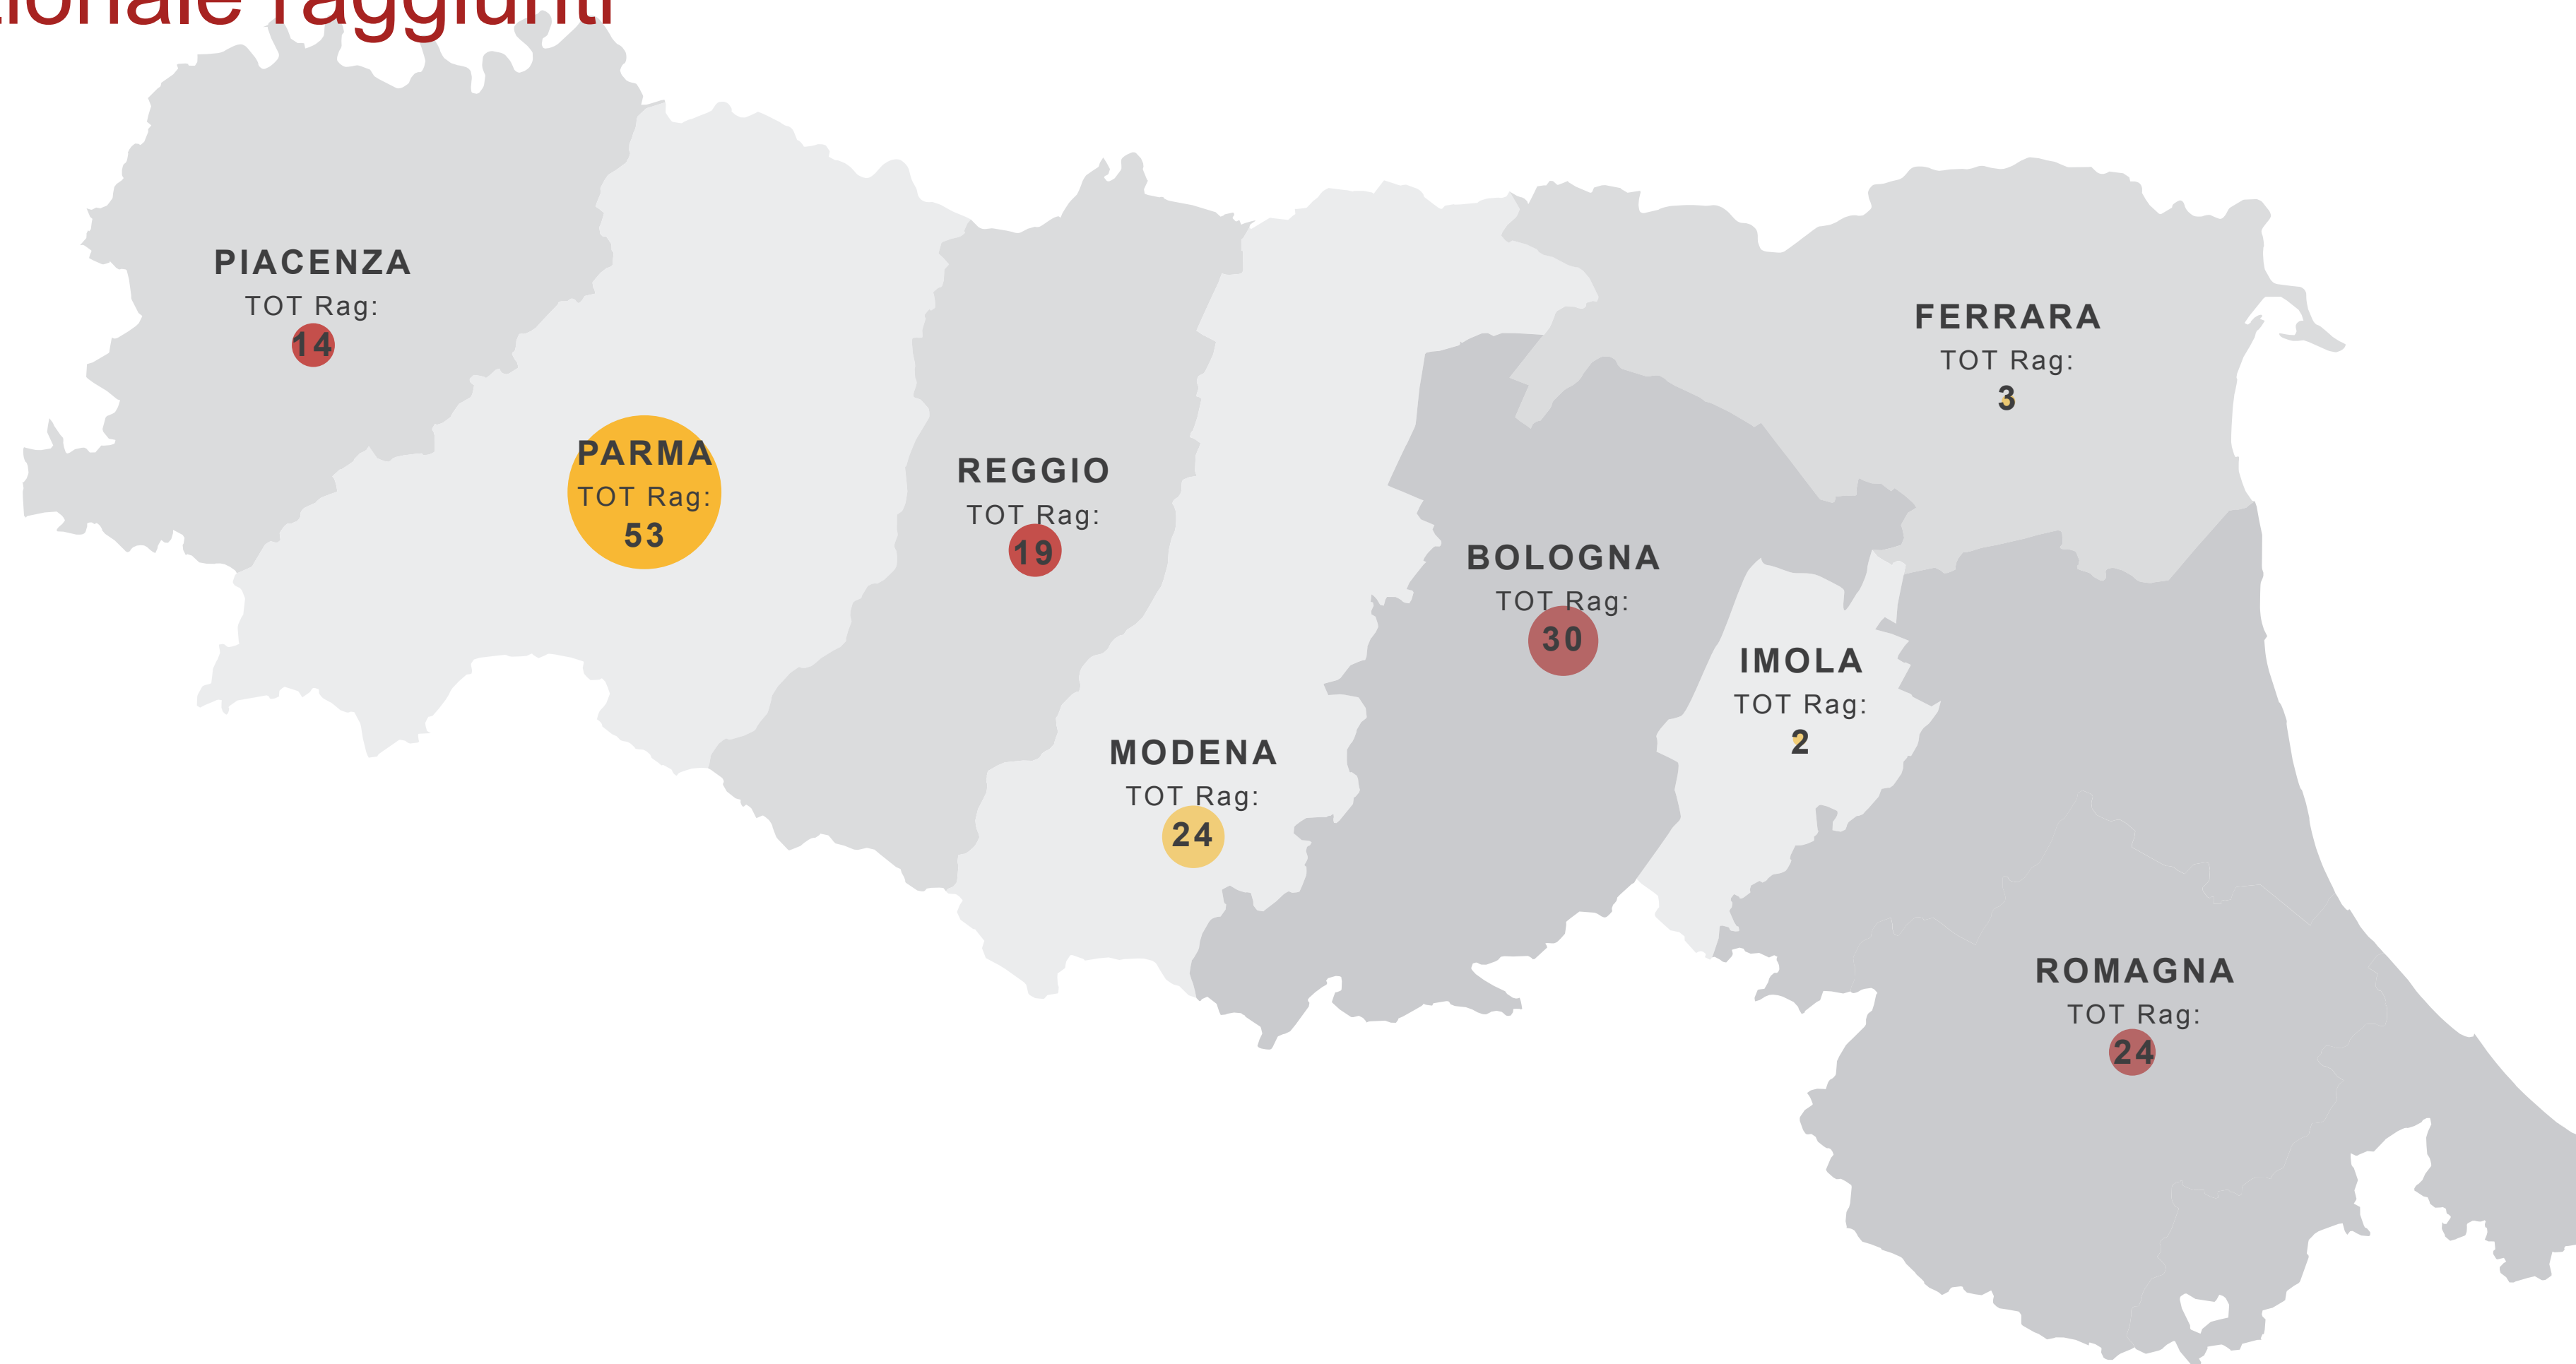 raggiunti
PIACENZA
TOT Rag:
14
PARMA
TOT Rag:
53
REGGIO
TOT Rag:
19
MODENA
TOT Rag:
24
BOLOGNA
TOT Rag:
30
IMOLA
TOT Rag:
2
FERRARA
TOT Rag:
3
ROMAGNA
TOT Rag:
24